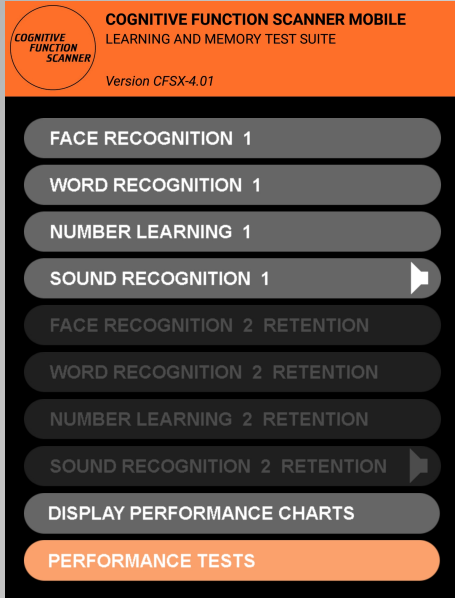 COGNITIVE
FUNCTION
SCANNER
COGNITIVE FUNCTION SCANNER MOBILE
LEARNING AND MEMORY TEST SUITE
Version CFSX-4.01
FACE RECOGNITION 1
WORD RECOGNITION 1
NUMBER LEARNING 1
SOUND RECOGNITION 1
FACE RECOGNITION 2 RETENTION
WORD RECOGNITION 2 RETENTION
NUMBER LEARNING 2 RETENTION
SOUND RECOGNITION 2 RETENTION
DISPLAY PERFORMANCE CHARTS
PERFORMANCE TESTS